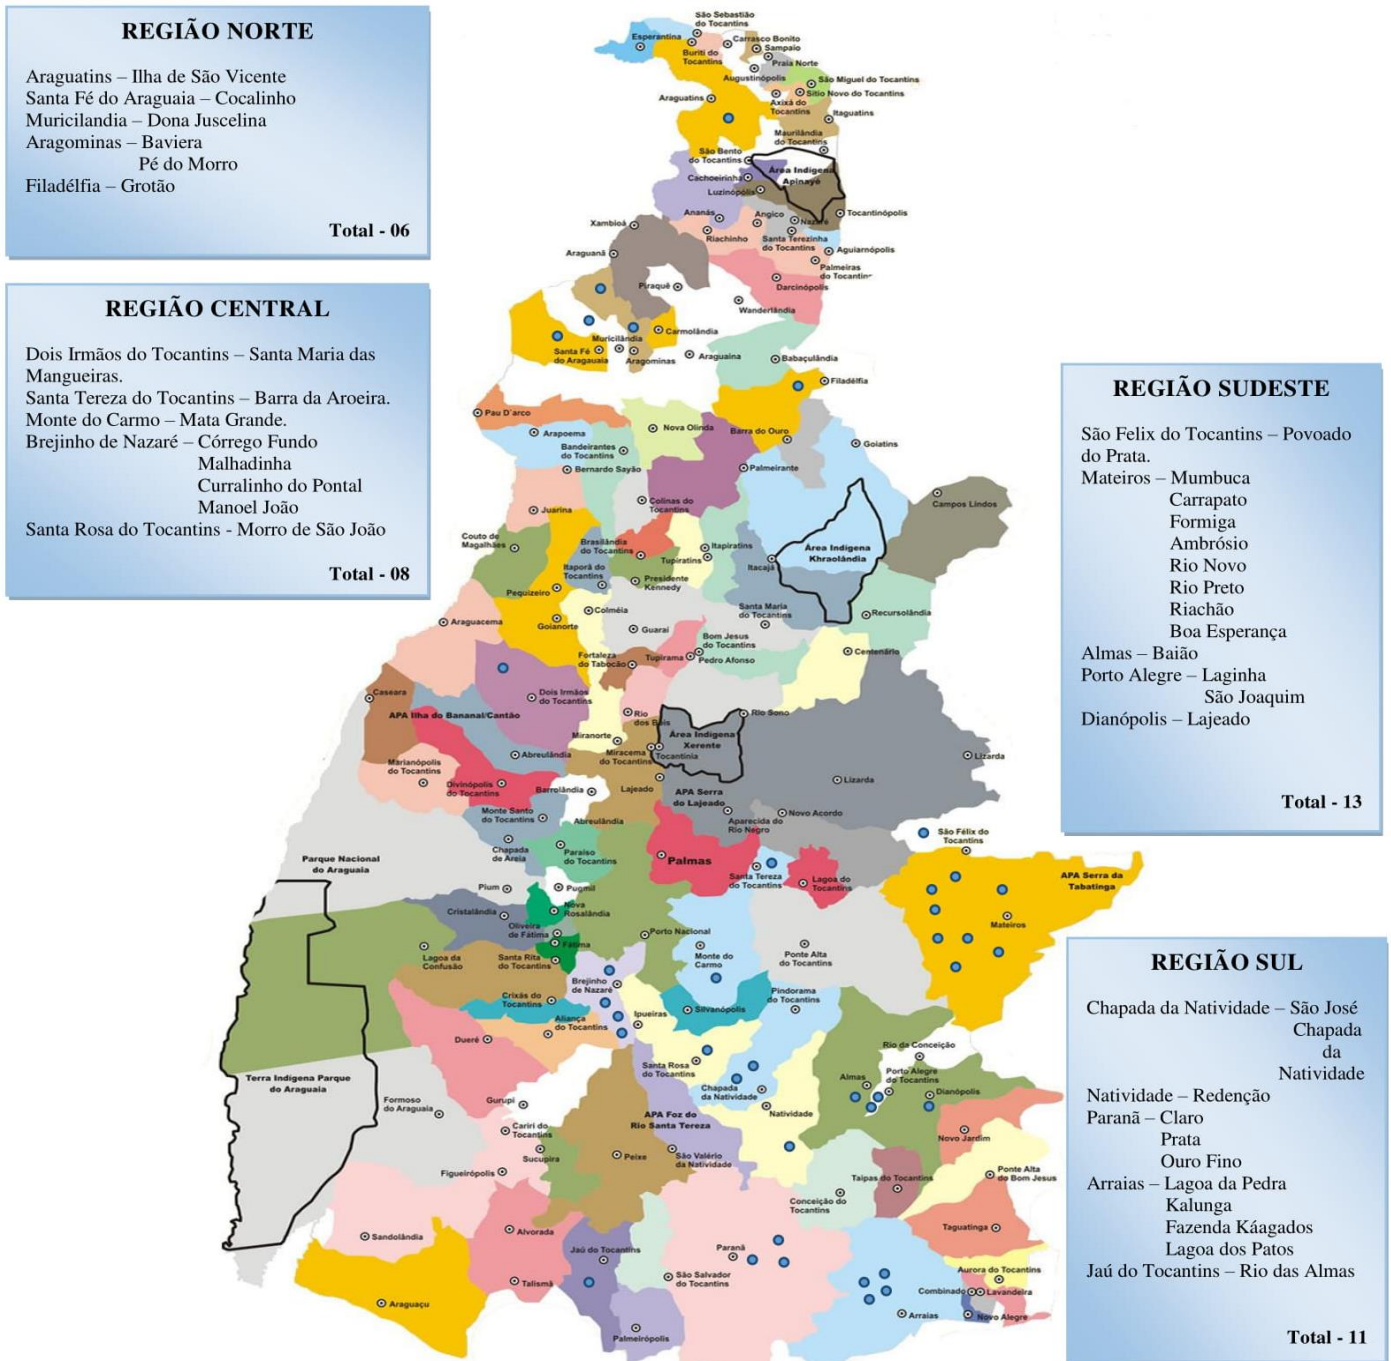 REGIÃO NORTE
Araguatins – Ilha de São Vicente
Santa Fé do Araguaia – Cocalinho
Muricilandia – Dona Juscelina
Aragominas – Baviera
Pé do Morro
Filadélfia – Grotão
Total - 06
REGIÃO CENTRAL
Dois Irmãos do Tocantins – Santa Maria das
Mangueiras.
Santa Tereza do Tocantins – Barra da Aroeira.
Monte do Carmo – Mata Grande.
Brejinho de Nazaré – Córrego Fundo
Malhadinha
Curralinho do Pontal
Manoel João
Santa Rosa do Tocantins - Morro de São João
Total - 08
REGIÃO SUDESTE
São Felix do Tocantins – Povoado
do Prata.
Mateiros – Mumbuca
Carrapato
Formiga
Ambrósio
Rio Novo
Rio Preto
Riachão
Boa Esperança
Almas – Baião
Porto Alegre – Laginha
São Joaquim
Dianópolis – Lajeado
Total - 13
REGIÃO SUL
Chapada da Natividade – São José
Chapada
da
Natividade
Natividade – Redenção
Paranã – Claro
Prata
Ouro Fino
Arraias – Lagoa da Pedra
Kalunga
Fazenda Káagados
Lagoa dos Patos
Jaú do Tocantins – Rio das Almas
Total - 11
São Sebastião
do Tocantins
Esperantina
Buriti do
Tocantins
Carrasco Bonito
Sampaio
Praia Norte
Augustinópolis
São Miguel do Tocantins
Sítio Novo do Tocantins
Araguatins
Axixá do
Tocantins
Itaguatins
Maurilândia
do Tocantins
São Bento
do Tocantins
Área Indígena
Apinayé
Cachoeirinha
Luzinópolis
Tocantinópolis
Ananás
Angico
Nazaré
Xambioá
Riachinho
Santa Terezinha
do Tocantins
Aguiarnópolis
Araguanã
Palmeiras
do Tocantins
Piraquê
Darcinópolis
Wanderlândia
Carmolândia
Muricilândia
Santa Fé
do Aragauaia
Aragominas
Araguaina
Babaçulândia
Filadélfia
Pau D'arco
Arapoema
Nova Olinda
Barra do Ouro
Goiatins
Bandeirantes
do Tocantins
Bernardo Sayão
Palmeirante
Campos Lindos
Juarina
Colinas do
Tocantins
Couto de
Magalhães
Brasilândia
do Tocantins
Itapiratins
Tupiratins
Área Indígena
Khraolândia
Itacajá
Itaporã do
Tocantins
Presidente
Kennedy
Pequizeiro
Colméia
Santa Maria
do Tocantins
Recursolândia
Araguacema
Goianorte
Guaraí
Bom Jesus
do Tocantins
Centenário
Fortaleza
do Tabocão
Tupirama
Pedro Afonso
Caseara
Dois Irmãos
do Tocantins
APA Ilha do Bananal/Cantão
Rio
dos Bois
Rio Sono
Miranorte
Área Indígena
Xerente
Miracema
do Tocantins
Tocantínia
Abreulândia
Lizarda
Marianópolis
do Tocantins
Divinópolis
do Tocantins
Barrolândia
Lajeado
APA Serra
do Lajeado
Lizarda
Monte Santo
do Tocantins
Abreulândia
Aparecida do
Rio Negro
Novo Acordo
São Félix do
Tocantins
Chapada
de Areia
Paraiso
do Tocantins
Palmas
Santa Tereza
do Tocantins
Lagoa do
Tocantins
APA Serra da
Tabatinga
Parque Nacional
do Araguaia
Pium
Pugmil
Nova
Rosalândia
Cristalândia
Oliveira
de Fátima
Fátima
Mateiros
Lagoa da
Confusão
Santa Rita
do Tocantins
Porto Nacional
Monte do
Carmo
Ponte Alta
do Tocantins
Brejinho
de Nazaré
Pindorama
do Tocantins
Crixás do
Tocantins
Silvanópolis
Aliança
do Tocantins
Ipueiras
Dueré
Rio da Conceição
Santa Rosa
do Tocantins
Almas
Porto Alegre
do Tocantins
Dianópolis
Terra Indígena Parque
do Araguaia
Chapada
da Natividade
Natividade
Formoso
do Araguaia
Gurupi
APA Foz do
Rio Santa Tereza
Cariri do
Tocantins
Novo Jardim
Sucupira
Peixe
São Valério
da Natividade
Figueirópolis
Taipas do Tocantins
Ponte Alta
do Bom Jesus
Conceição do
Tocantins
Taguatinga
Sandolândia
Alvorada
Jaú do Tocantins
Paranã
Aurora do Tocantins
São Salvador
do Tocantins
Talismã
Combinado
Lavandeira
Araguaçu
Arraias
Novo Alegre
Palmeirópolis